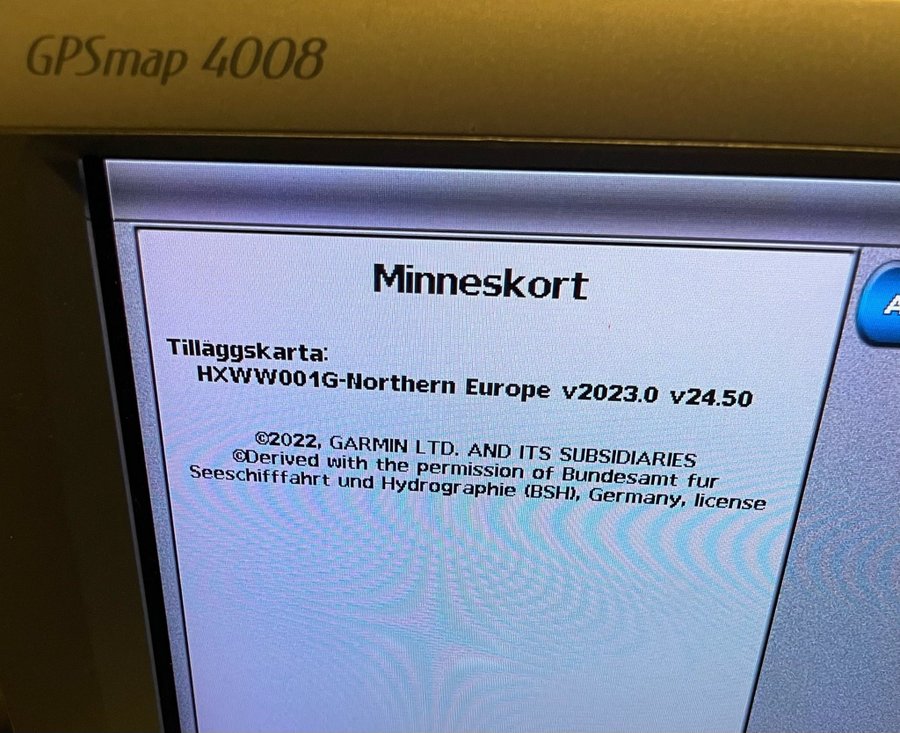 GPSmap 4008
Minneskort
Tilläggskarta:
HXWW001G-Northern Europe v2023.0 v24.50
©2022, GARMIN LTD. AND ITS SUBSIDIARIES
©Derived with the permission of Bundesamt fur
Seeschifffahrt und Hydrographie (BSH), Germany, license
A